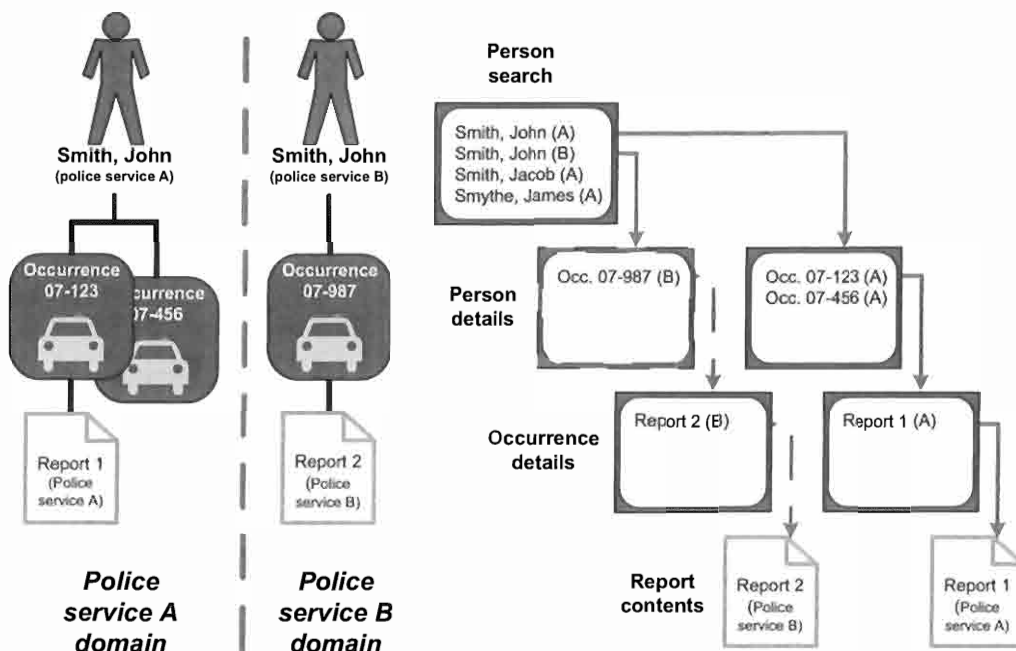 Smith, John
(police service A)
Occurrence
07-123
currence
07-456
Report 1
(Police
service A)
Police
service A
domain
Smith, John
(police service B)
Occurrence
07-987
Report 2
(Police
service B)
Police
service B
domain
Person
search
Smith, John (A)
Smith, John (B)
Smith, Jacob (A)
Smythe, James (A)
Person
details
Occ. 07-987 (B)
Occ. 07-123 (A)
Occ. 07-456 (A)
Occurrence
details
Report 2 (B)
Report 1 (A)
Report
contents
Report 2
(Police
service B)
Report 1
(Police
service A)